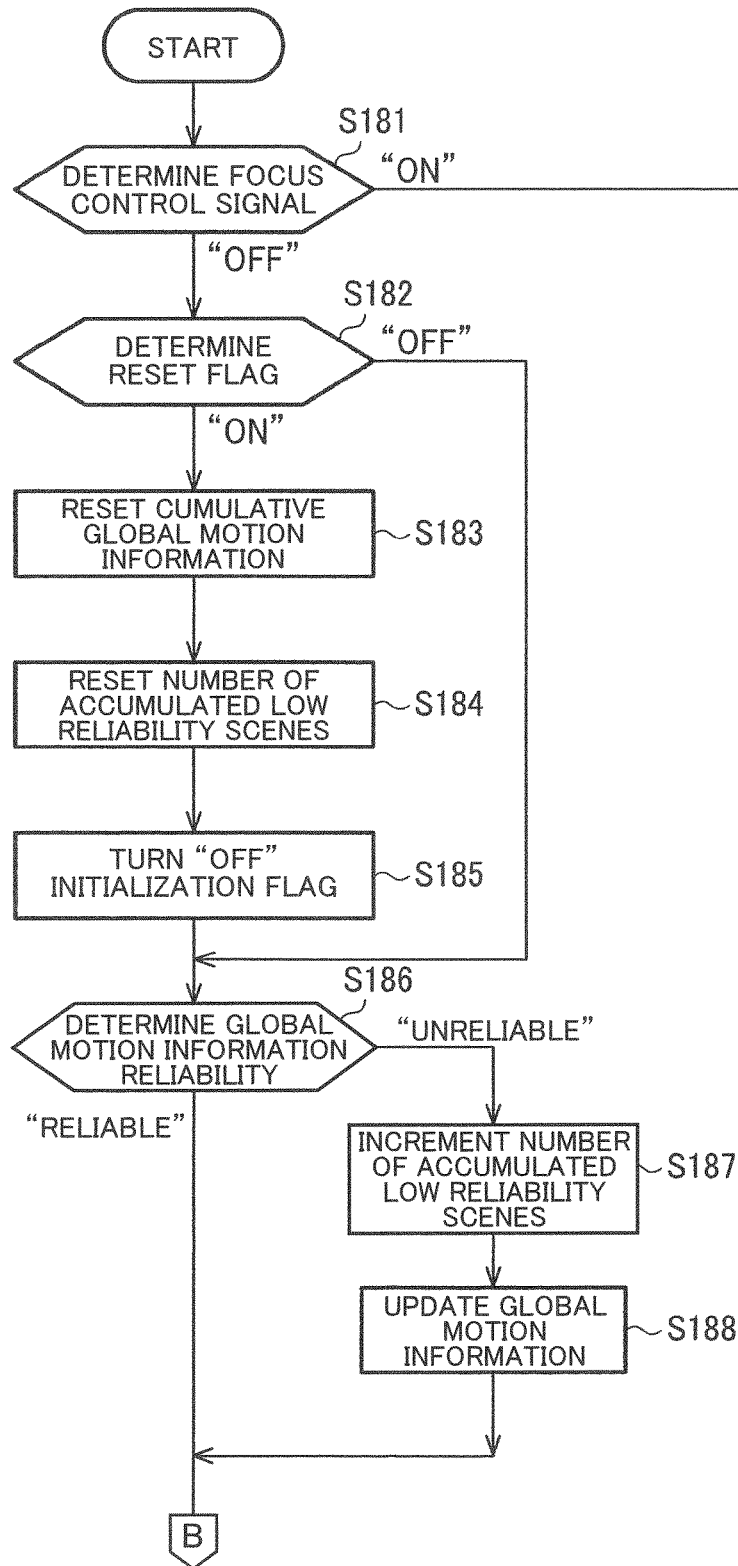 START
S181
DETERMINE FOCUS
CONTROL SIGNAL
“ON”
“OFF”
S182
DETERMINE
RESET FLAG
“OFF”
“ON”
RESET CUMULATIVE
GLOBAL MOTION
INFORMATION
S183
RESET NUMBER OF
ACCUMULATED LOW
RELIABILITY SCENES
S184
TURN “OFF”
INITIALIZATION FLAG
S185
S186
DETERMINE GLOBAL
MOTION INFORMATION
RELIABILITY
“UNRELIABLE”
“RELIABLE”
INCREMENT NUMBER
OF ACCUMULATED
LOW RELIABILITY
SCENES
S187
UPDATE GLOBAL
MOTION
INFORMATION
S188
B